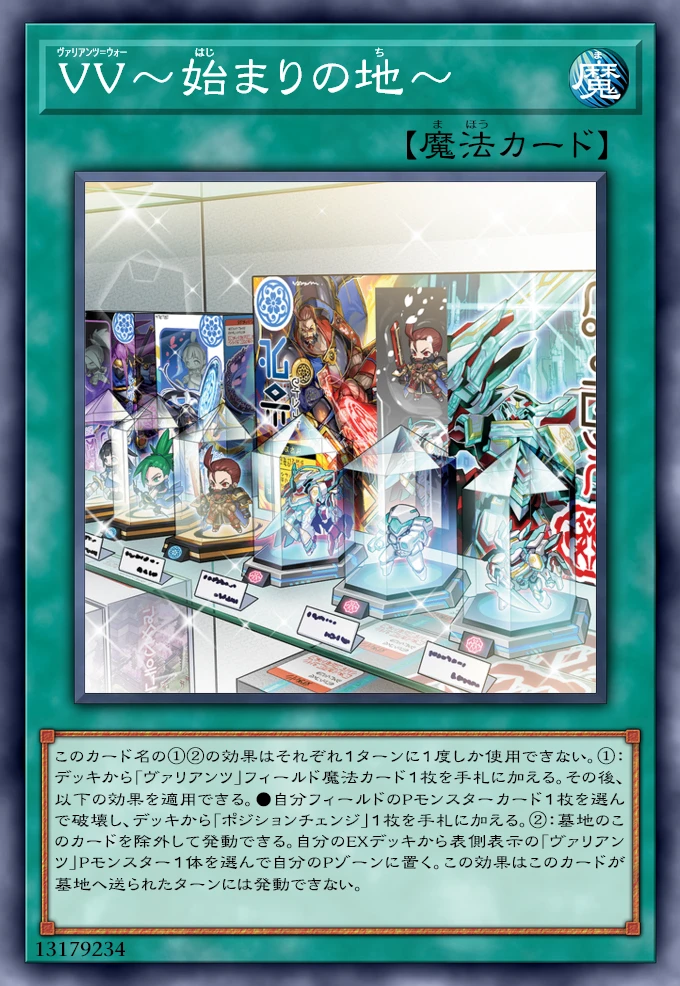 ヴァリアンツ=ウォー はじ ち
VV～始まりの地～
ま
魔
まほう
【魔法カード】
このカード名の①②の効果はそれぞれ1ターンに1度しか使用できない。①:
デッキから「ヴァリアンツ」フィールド魔法カード1枚を手札に加える。その後、
以下の効果を適用できる。●自分フィールドのPモンスターカード1枚を選ん
で破壊し、デッキから「ポジションチェンジ」1枚を手札に加える。②:墓地のこ
のカードを除外して発動できる。自分のEXデッキから表側表示の「ヴァリアン
ツ」Pモンスター1体を選んで自分のPゾーンに置く。この効果はこのカードが
墓地へ送られたターンには発動できない。
13179234